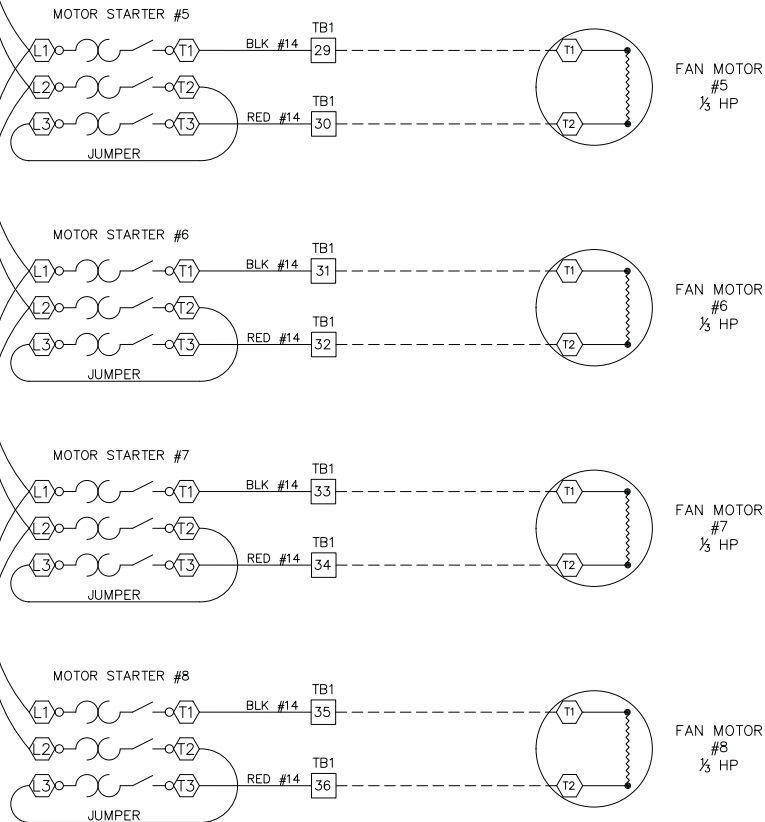 MOTOR STARTER #5
TB1
L1 T1 BLK #14 29 T1
L2 T2
FAN MOTOR
#5
⅓ HP
TB1
L3 T3 RED #14 30 T2
JUMPER
MOTOR STARTER #6
TB1
L1 T1 BLK #14 31 T1
L2 T2
FAN MOTOR
#6
⅓ HP
TB1
L3 T3 RED #14 32 T2
JUMPER
MOTOR STARTER #7
TB1
L1 T1 BLK #14 33 T1
L2 T2
FAN MOTOR
#7
⅓ HP
TB1
L3 T3 RED #14 34 T2
JUMPER
MOTOR STARTER #8
TB1
L1 T1 BLK #14 35 T1
L2 T2
FAN MOTOR
#8
⅓ HP
TB1
L3 T3 RED #14 36 T2
JUMPER